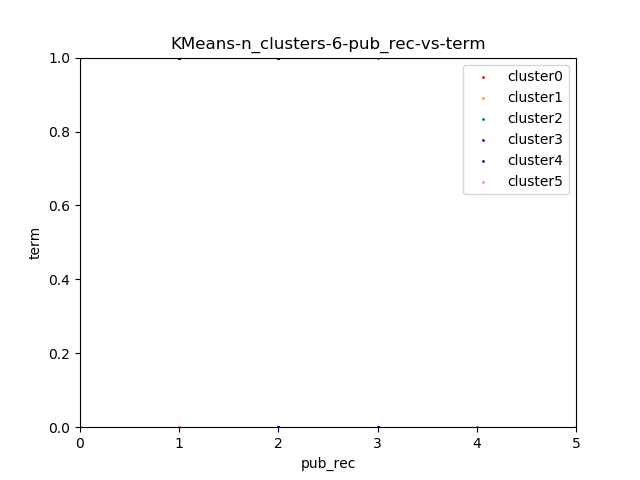 KMeans-n_clusters-6-pub_rec-vs-term
1.0
0.8
0.6
0.4
0.2
0.0
term
cluster0
cluster1
cluster2
cluster3
cluster4
cluster5
0 1 2 3 4 5
pub_rec